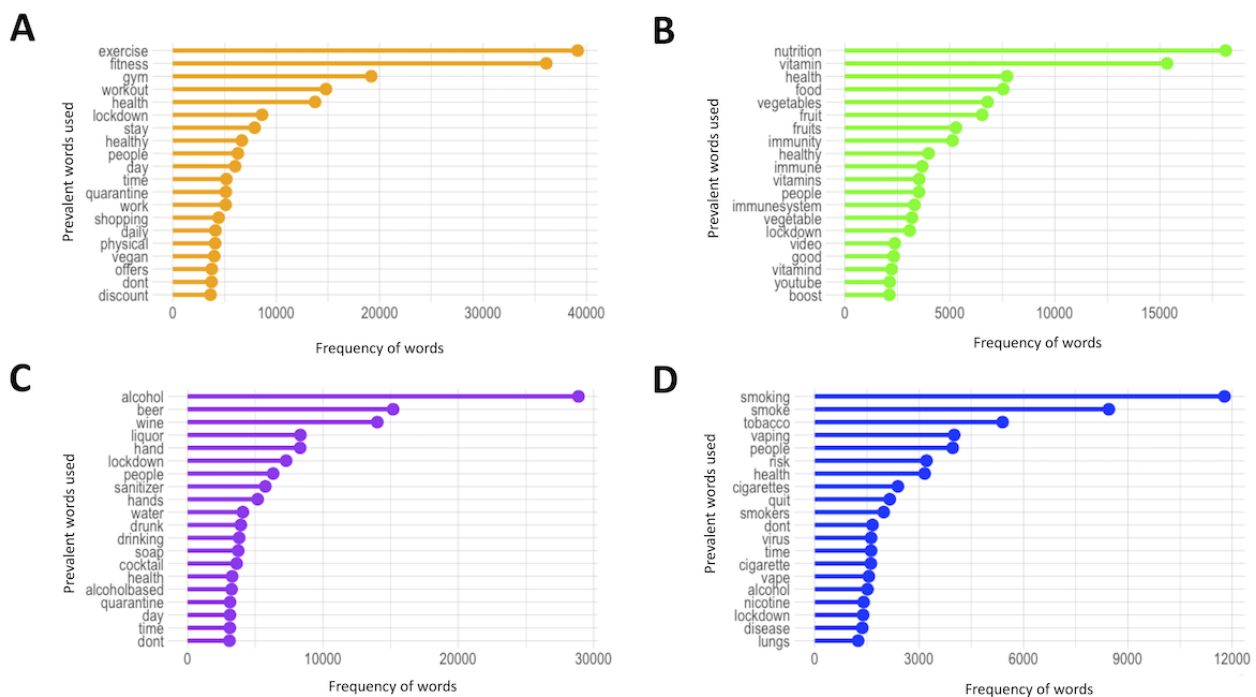 A
Prevalent words used
exercise
fitness
gym
workout
health
lockdown
stay
healthy
people
day
time
quarantine
work
shopping
daily
physical
vegan
offers
dont
discount
0 10000 20000 30000 40000
Frequency of words
B
Prevalent words used
nutrition
vitamin
health
food
vegetables
fruit
fruits
immunity
healthy
immune
vitamins
people
immunesystem
vegetable
lockdown
video
good
vitamind
youtube
boost
0 5000 10000 15000
Frequency of words
C
Prevalent words used
alcohol
beer
wine
liquor
hand
lockdown
people
sanitizer
hands
water
drunk
drinking
soap
cocktail
health
alcoholbased
quarantine
day
time
dont
0 10000 20000 30000
Frequency of words
D
Prevalent words used
smoking
smoke
tobacco
vaping
people
risk
health
cigarettes
quit
smokers
dont
virus
time
cigarette
vape
alcohol
nicotine
lockdown
disease
lungs
0 3000 6000 9000 12000
Frequency of words